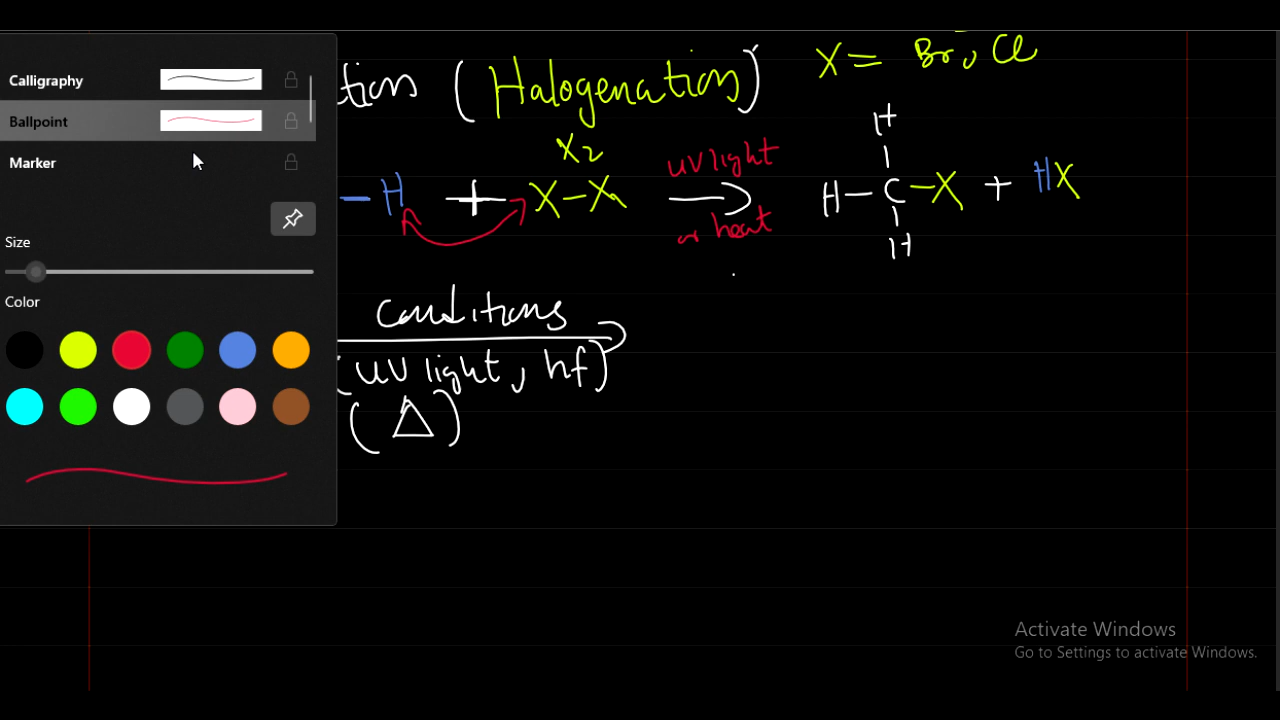 Calligraphy
Ballpoint
Marker
Size
Color
tion (Halogenation)
X = Br, Cl
X2
-H + X-X
uv light
or heat
H
H-C-X + HX
H
conditions
(uv light, hf)
(Δ)
Activate Windows
Go to Settings to activate Windows.